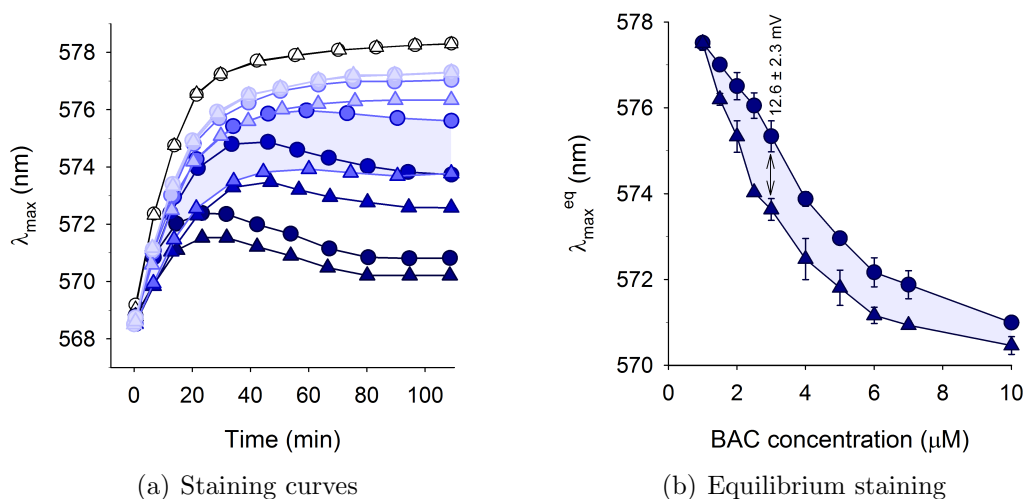 578
576
574
572
570
568
λmax (nm)
0 20 40 60 80 100
Time (min)
(a) Staining curves
578
576
574
572
570
λmax^eq (nm)
12.6 ± 2.3 mV
0 2 4 6 8 10
BAC concentration (μM)
(b) Equilibrium staining